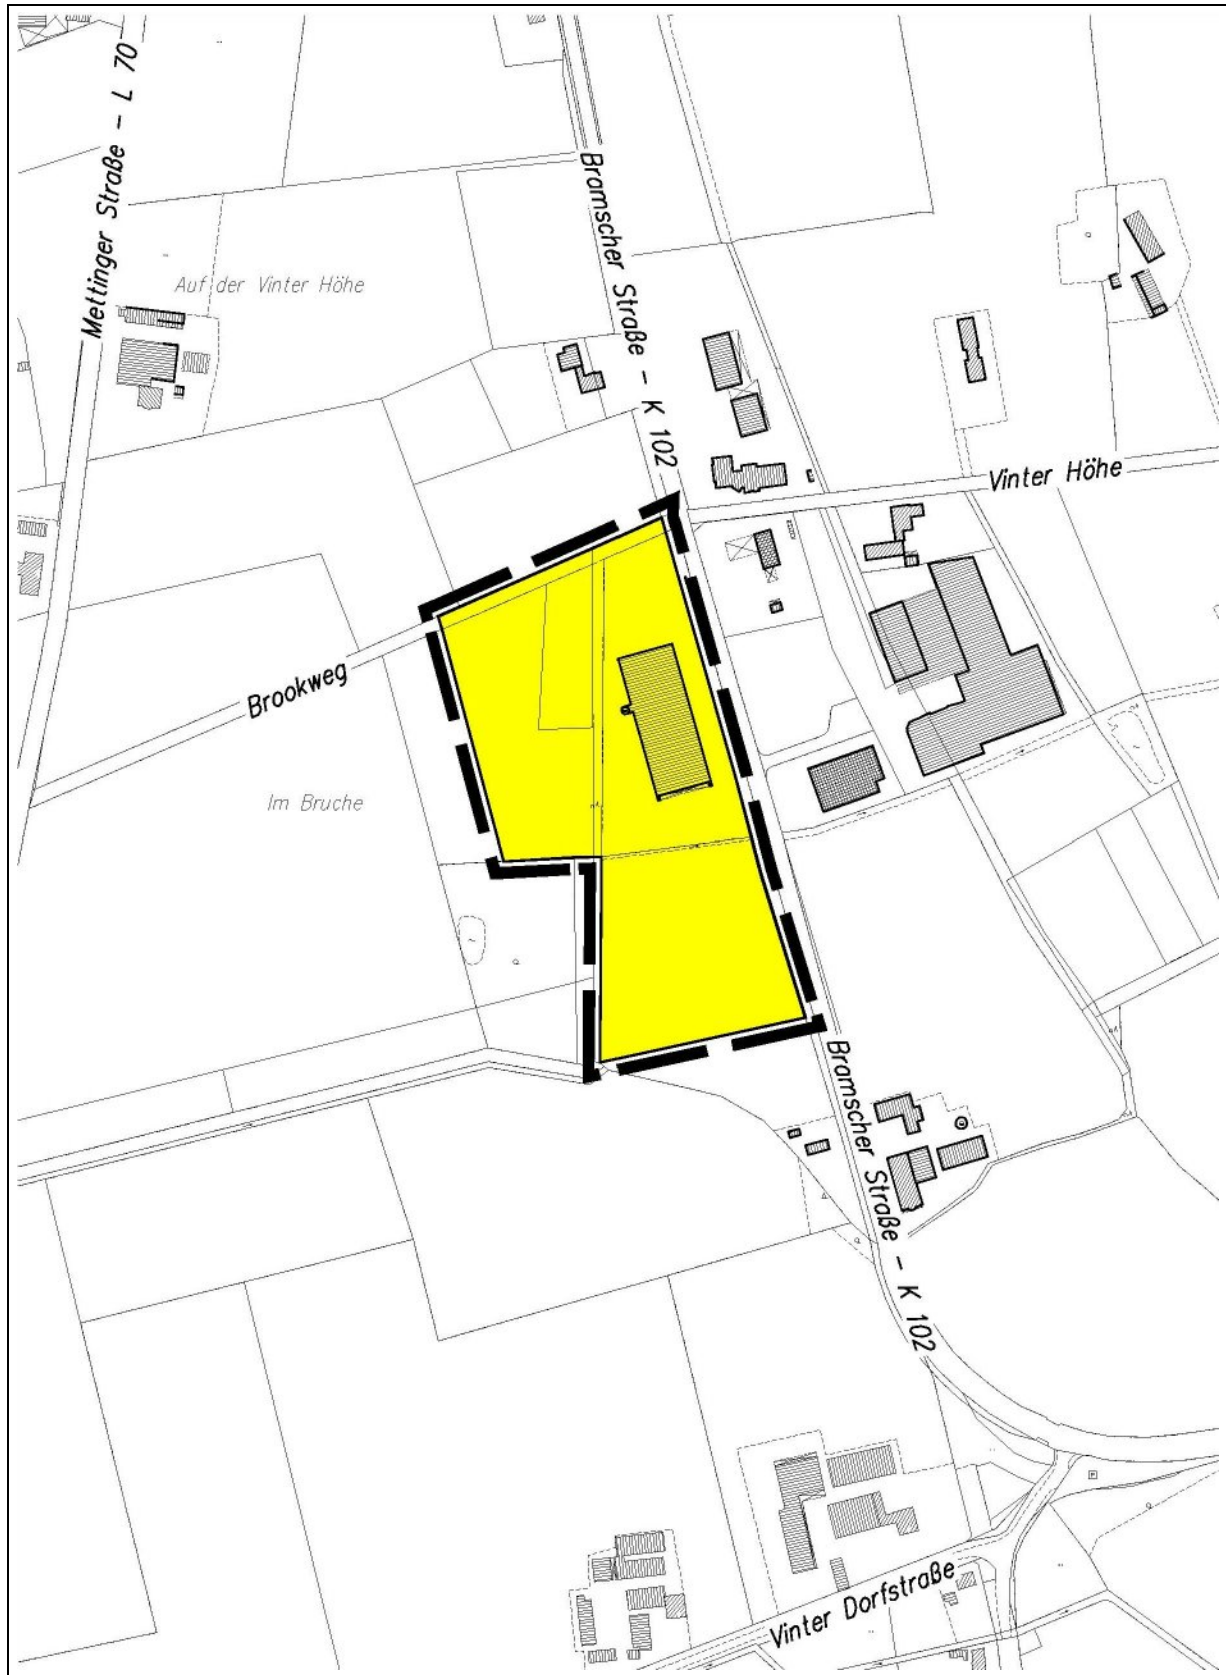 Mettinger Straße - L 70
Bramscher Straße - K 102
Auf der Vinter Höhe
Vinter Höhe
Brookweg
Im Bruche
Bramscher Straße - K 102
Vinter Dorfstraße